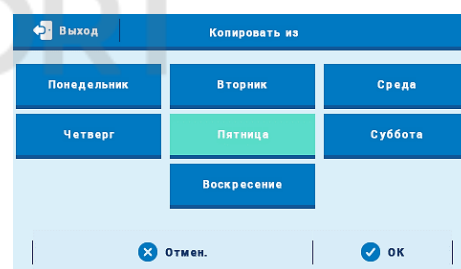 Выход
Копировать из
Понедельник Вторник Среда
Четверг Пятница Суббота
Воскресение
Отмен. OK